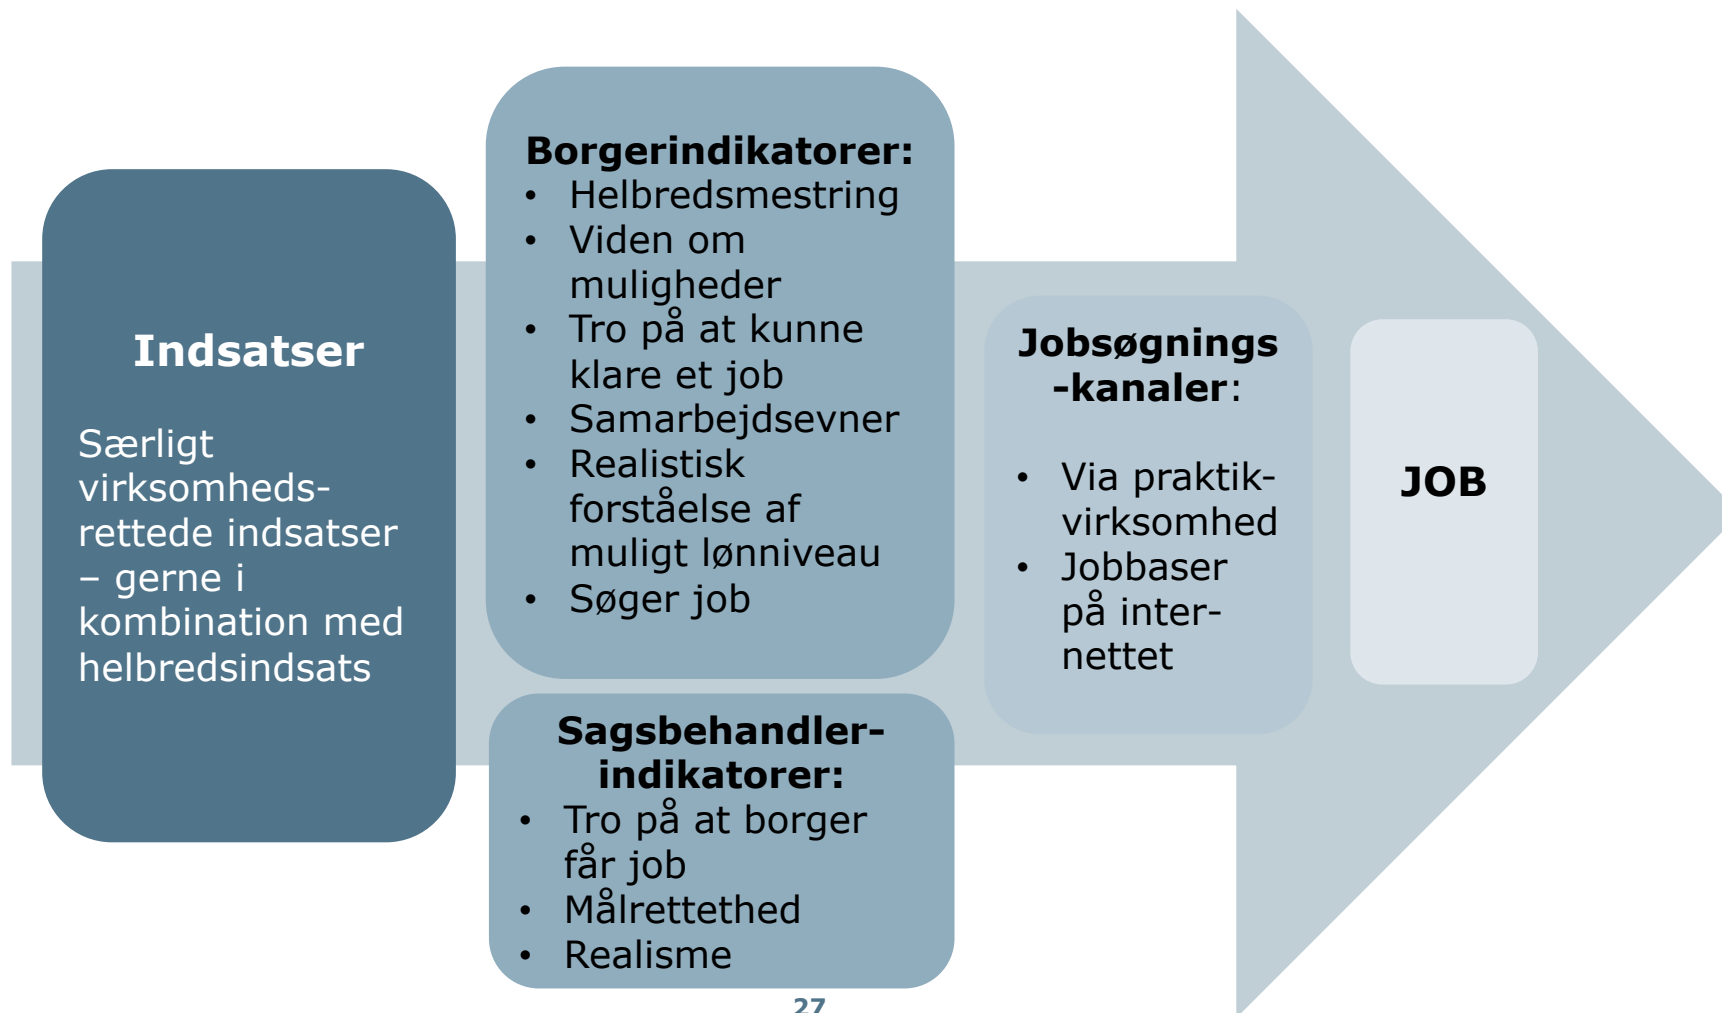 Indsatser
Særligt
virksomheds-
rettede indsatser
– gerne i
kombination med
helbredsindsats
Borgerindikatorer:
• Helbredsmestring
• Viden om
muligheder
• Tro på at kunne
klare et job
• Samarbejdsevner
• Realistisk
forståelse af
muligt lønniveau
• Søger job
Sagsbehandler-
indikatorer:
• Tro på at borger
får job
• Målrettethed
• Realisme
Jobsøgnings
-kanaler:
• Via praktik-
virksomhed
• Jobbaser
på inter-
nettet
JOB
27